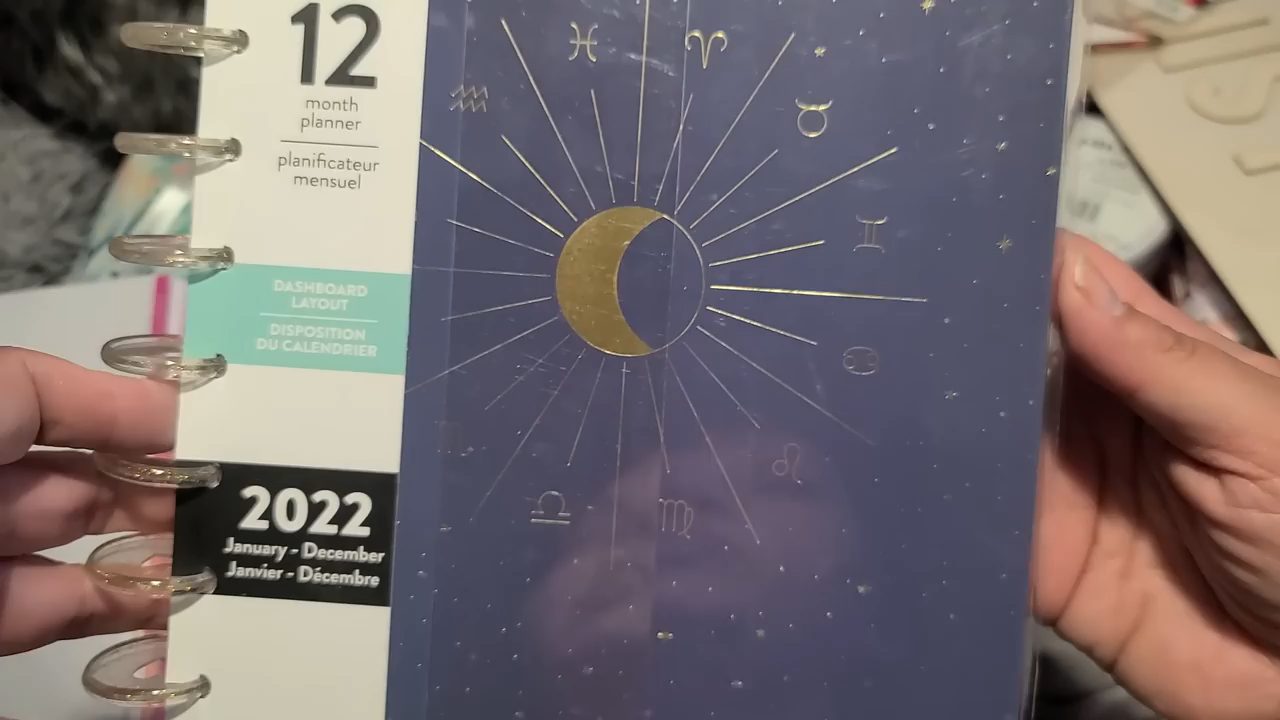 12
month
planner
planificateur
mensuel
DASHBOARD
LAYOUT
DISPOSITION
DU CALENDRIER
2022
January - December
Janvier - Décembre